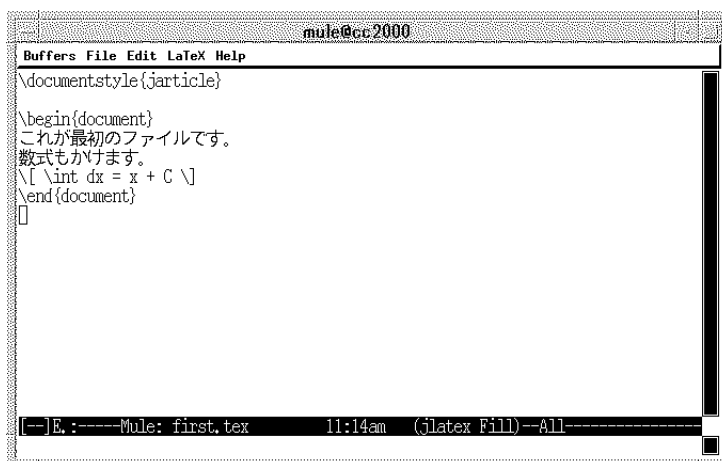 mule@cc2000
Buffers File Edit LaTeX Help
\documentstyle{jarticle}
\begin{document}
これが最初のファイルです。
数式もかけます。
\[ \int dx = x + C \]
\end{document}
[--]E.:-----Mule: first.tex 11:14am (jlatex Fill)--All----------------